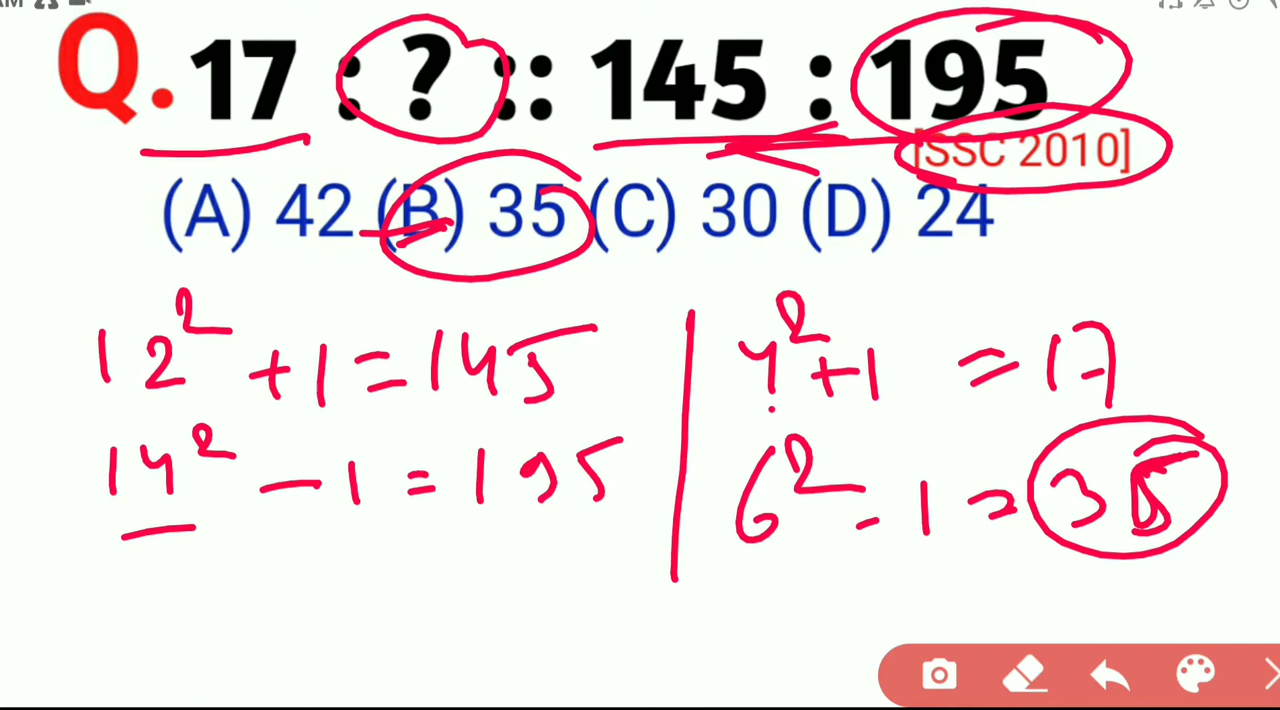 AM
Q. 17 : ? :: 145 : 195
[SSC 2010]
(A) 42 (B) 35 (C) 30 (D) 24
12² + 1 = 145
14² - 1 = 195
4² + 1 = 17
6² - 1 = 35